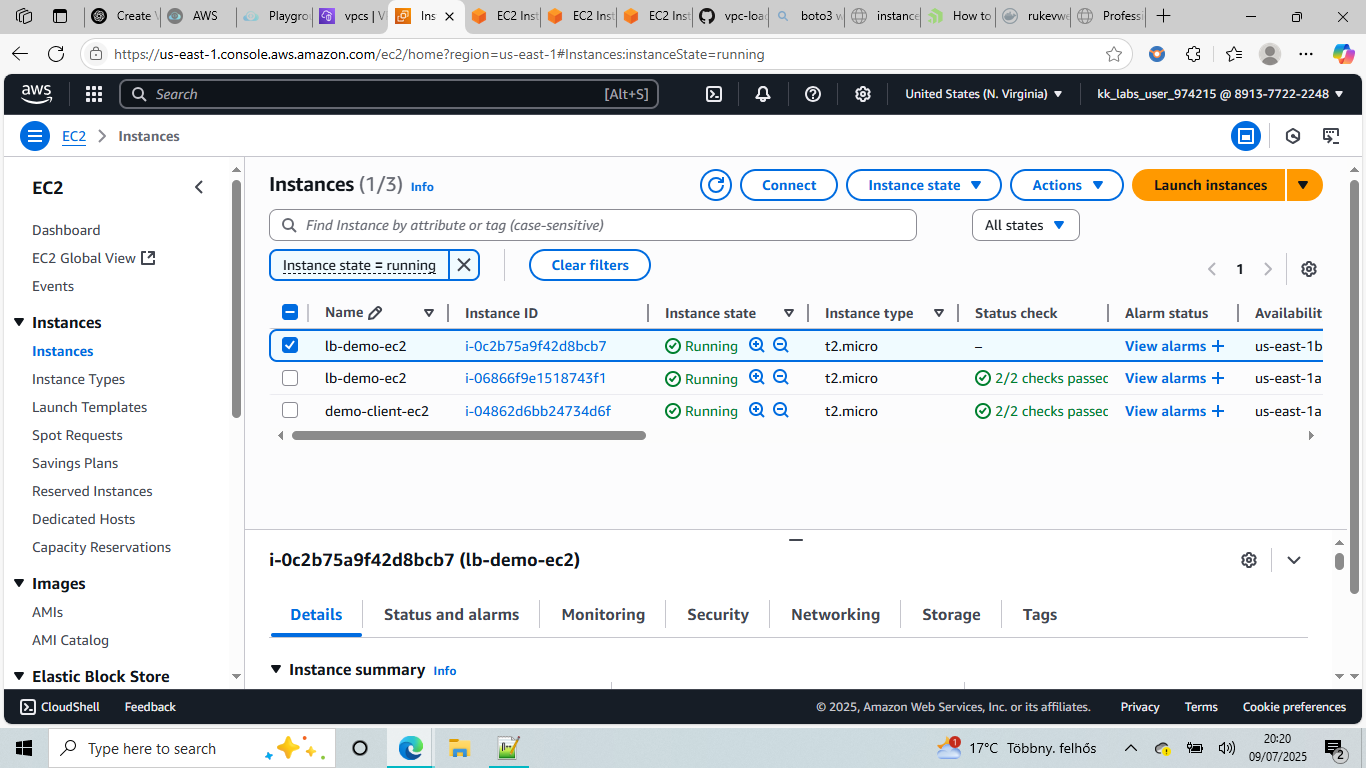 Create \
AWS
Playgro
vpcs | V
Ins
EC2 Inst
EC2 Inst
EC2 Inst
vpc-loa
boto3 w
instance
How to
rukevwe
Professi
https://us-east-1.console.aws.amazon.com/ec2/home?region=us-east-1#Instances:instanceState=running
aws
Search [Alt+S]
United States (N. Virginia)
kk_labs_user_974215 @ 8913-7722-2248
EC2 Instances
EC2
Dashboard
EC2 Global View
Events
Instances
Instances
Instance Types
Launch Templates
Spot Requests
Savings Plans
Reserved Instances
Dedicated Hosts
Capacity Reservations
Images
AMIs
AMI Catalog
Elastic Block Store
Instances (1/3) Info
Connect
Instance state
Actions
Launch instances
Find Instance by attribute or tag (case-sensitive)
All states
Instance state = running
Clear filters
1
Name Instance ID Instance state Instance type Status check Alarm status Availabilit
lb-demo-ec2 i-0c2b75a9f42d8bcb7 Running t2.micro – View alarms + us-east-1b
lb-demo-ec2 i-06866f9e1518743f1 Running t2.micro 2/2 checks passed View alarms + us-east-1a
demo-client-ec2 i-04862d6bb24734d6f Running t2.micro 2/2 checks passed View alarms + us-east-1a
i-0c2b75a9f42d8bcb7 (lb-demo-ec2)
Details Status and alarms Monitoring Security Networking Storage Tags
Instance summary Info
CloudShell Feedback © 2025, Amazon Web Services, Inc. or its affiliates. Privacy Terms Cookie preferences
Type here to search
1
17°C Többny. felhős
20:20
09/07/2025
2